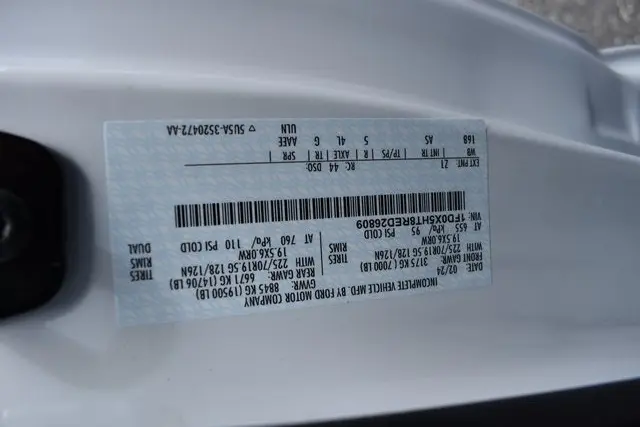 INCOMPLETE VEHICLE MFD. BY FORD MOTOR COMPANY
02/24 GVWR: 8845 KG (19500 LB)
FRONT GAWR: 3175 KG (7000 LB) REAR GAWR: 6671 KG (14706 LB)
225/70R19.5G 128/126N TIRES WITH 225/70R19.5G 128/126N TIRES
19.5X6.0RW RIMS 19.5X6.0RW RIMS
AT 655 kPa/ 95 PSI COLD AT 760 kPa/ 110 PSI COLD DUAL
VIN: 1FD0X5HT8RED26809
EXT PNT: Z1 RC: 44 DSO:
WB INT TR TP/PS R AXLE TR SPR
168 AS 5 4L G AAEE
ULN
▽ 5U5A-3520472-AA